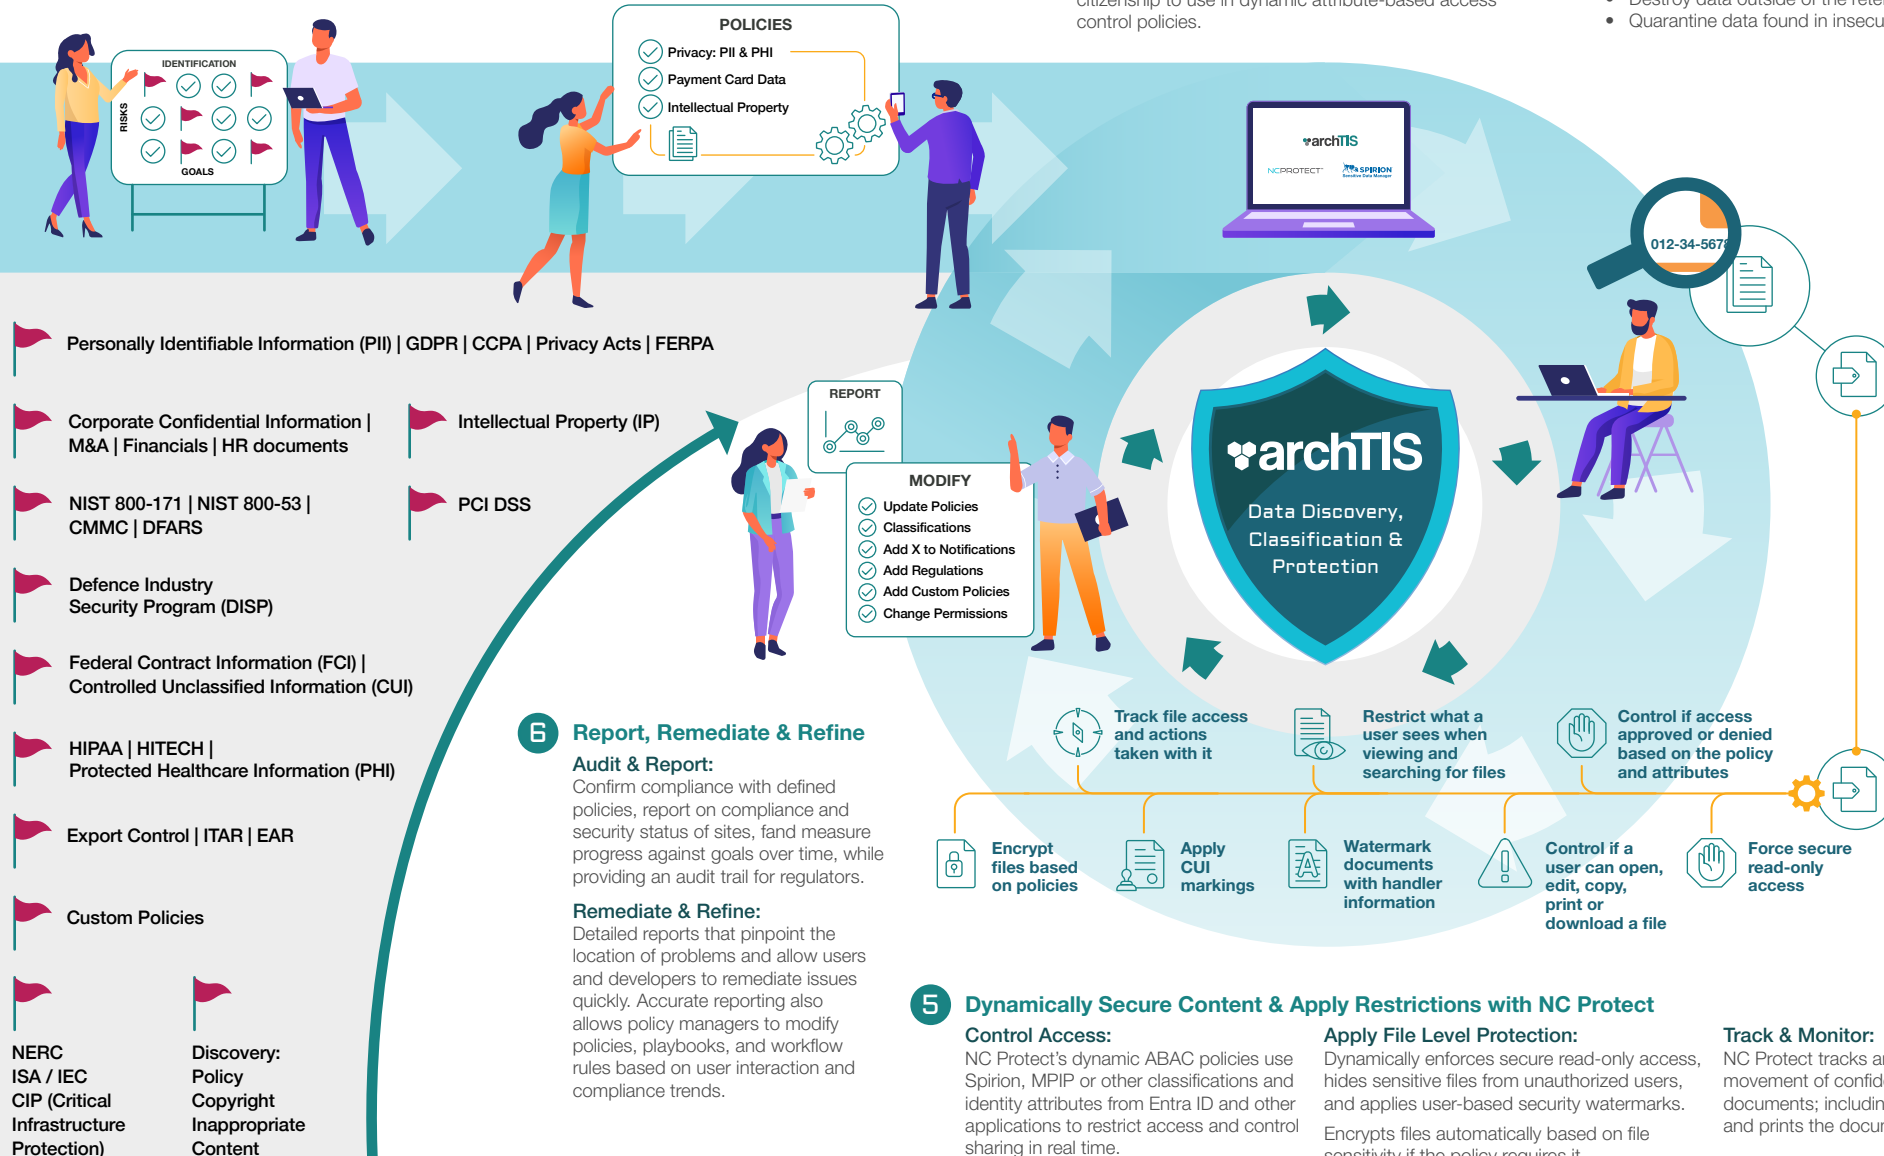 citizenship to use in dynamic attribute-based access
control policies.
• Destroy data outside of the
• Quarantine data found in
IDENTIFICATION
RISKS
GOALS
POLICIES
Privacy: PII & PHI
Payment Card Data
Intellectual Property
archTIS
NCPROTECT
SPIRION
Sensitive Data Manager
012-34-5678
Personally Identifiable Information (PII) | GDPR | CCPA | Privacy Acts | FERPA
Corporate Confidential Information |
M&A | Financials | HR documents
Intellectual Property (IP)
NIST 800-171 | NIST 800-53 |
CMMC | DFARS
PCI DSS
Defence Industry
Security Program (DISP)
Federal Contract Information (FCI) |
Controlled Unclassified Information (CUI)
HIPAA | HITECH |
Protected Healthcare Information (PHI)
Export Control | ITAR | EAR
Custom Policies
NERC
ISA / IEC
CIP (Critical
Infrastructure
Protection)
Discovery:
Policy
Copyright
Inappropriate
Content
REPORT
MODIFY
Update Policies
Classifications
Add X to Notifications
Add Regulations
Add Custom Policies
Change Permissions
archTIS
Data Discovery,
Classification &
Protection
Track file access
and actions
taken with it
Restrict what a
user sees when
viewing and
searching for files
Control if access
approved or denied
based on the policy
and attributes
Encrypt
files based
on policies
Apply
CUI
markings
Watermark
documents
with handler
information
Control if a
user can open,
edit, copy,
print or
download a file
Force secure
read-only
access
6 Report, Remediate & Refine
Audit & Report:
Confirm compliance with defined
policies, report on compliance and
security status of sites, fand measure
progress against goals over time, while
providing an audit trail for regulators.
Remediate & Refine:
Detailed reports that pinpoint the
location of problems and allow users
and developers to remediate issues
quickly. Accurate reporting also
allows policy managers to modify
policies, playbooks, and workflow
rules based on user interaction and
compliance trends.
5 Dynamically Secure Content & Apply Restrictions with NC Protect
Control Access:
NC Protect's dynamic ABAC policies use
Spirion, MPIP or other classifications and
identity attributes from Entra ID and other
applications to restrict access and control
sharing in real time.
Apply File Level Protection:
Dynamically enforces secure read-only access,
hides sensitive files from unauthorized users,
and applies user-based security watermarks.
Encrypts files automatically based on file
sensitivity if the policy requires it
Track & Monitor:
NC Protect tracks
movement of
documents;
and prints the